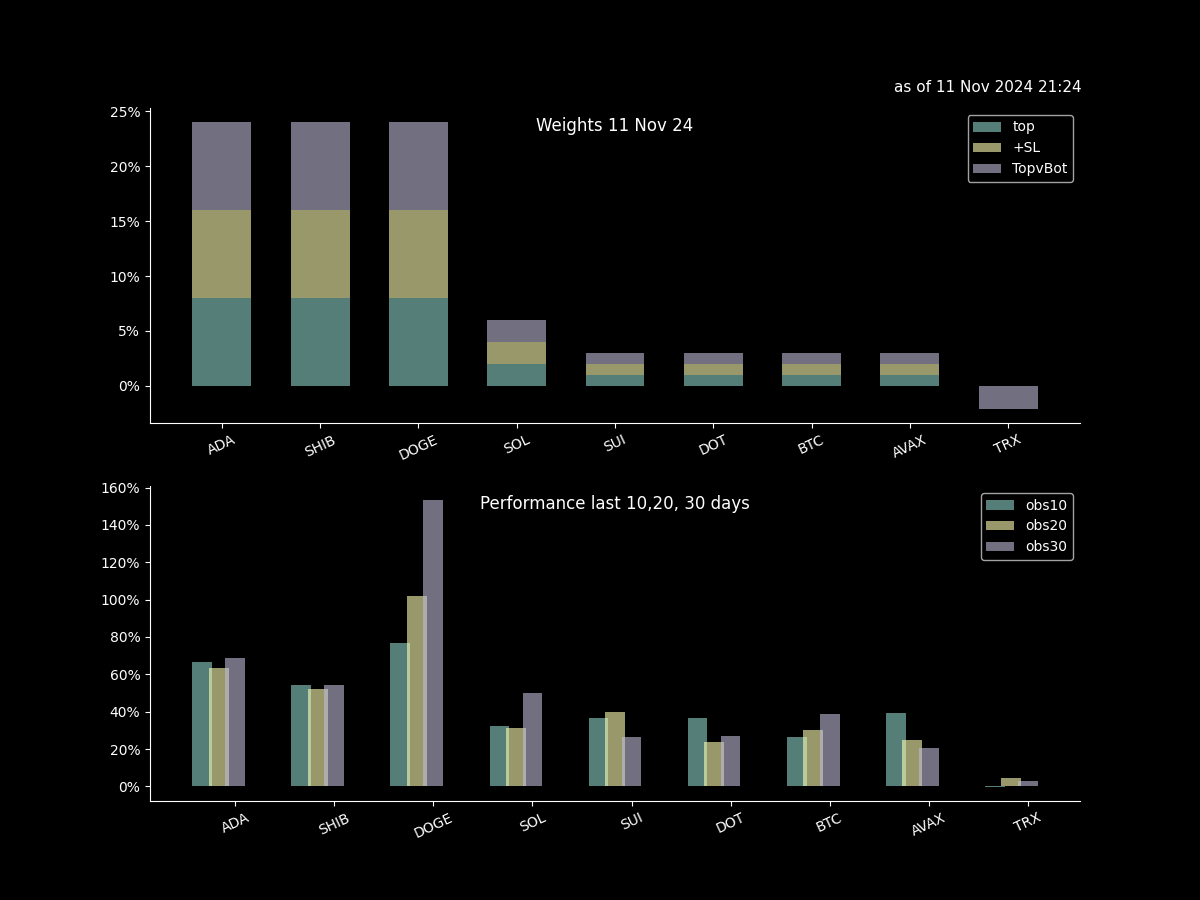 as of 11 Nov 2024 21:24
Weights 11 Nov 24
25%
20%
15%
10%
5%
0%
top
+SL
TopvBot
ADA SHIB DOGE SOL SUI DOT BTC AVAX TRX
Performance last 10,20, 30 days
160%
140%
120%
100%
80%
60%
40%
20%
0%
obs10
obs20
obs30
ADA SHIB DOGE SOL SUI DOT BTC AVAX TRX